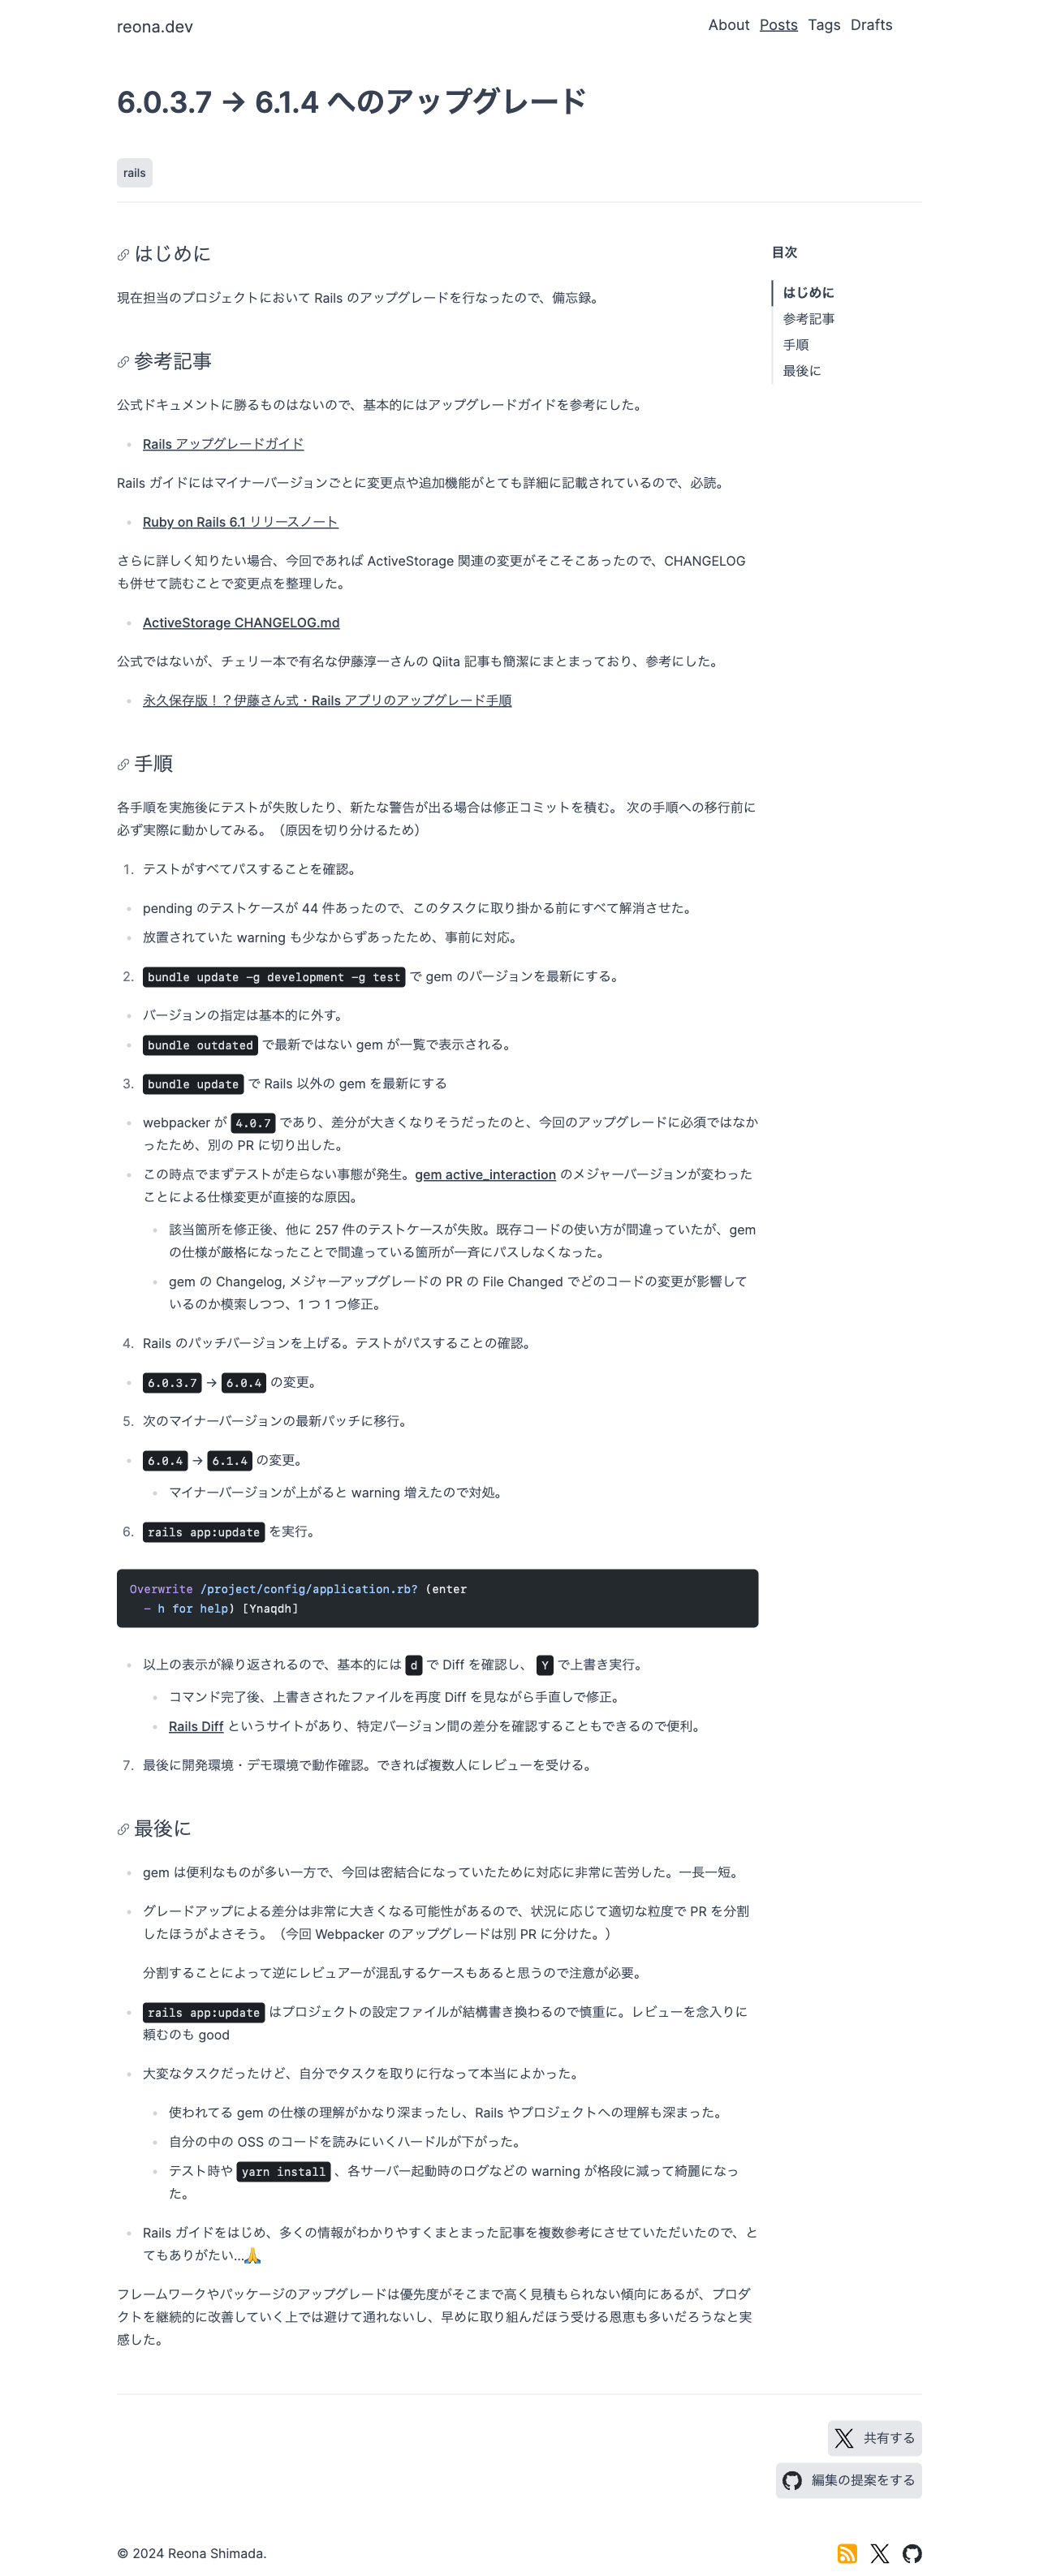 reona.dev
About Posts Tags Drafts
6.0.3.7 → 6.1.4 へのアップグレード
rails
はじめに
現在担当のプロジェクトにおいて Rails のアップグレードを行なったので、備忘録。
参考記事
公式ドキュメントに勝るものはないので、基本的にはアップグレードガイドを参考にした。
Rails アップグレードガイド
Rails ガイドにはマイナーバージョンごとに変更点や追加機能がとても詳細に記載されているので、必読。
Ruby on Rails 6.1 リリースノート
さらに詳しく知りたい場合、今回であれば ActiveStorage 関連の変更がそこそこあったので、CHANGELOG
も併せて読むことで変更点を整理した。
ActiveStorage CHANGELOG.md
公式ではないが、チェリー本で有名な伊藤淳一さんの Qiita 記事も簡潔にまとまっており、参考にした。
永久保存版！？伊藤さん式・Rails アプリのアップグレード手順
手順
各手順を実施後にテストが失敗したり、新たな警告が出る場合は修正コミットを積む。 次の手順への移行前に
必ず実際に動かしてみる。（原因を切り分けるため）
1. テストがすべてパスすることを確認。
pending のテストケースが 44 件あったので、このタスクに取り掛かる前にすべて解消させた。
放置されていた warning も少なからずあったため、事前に対応。
2. bundle update -g development -g test で gem のバージョンを最新にする。
バージョンの指定は基本的に外す。
bundle outdated で最新ではない gem が一覧で表示される。
3. bundle update で Rails 以外の gem を最新にする
webpacker が 4.0.7 であり、差分が大きくなりそうだったのと、今回のアップグレードに必須ではなか
ったため、別の PR に切り出した。
この時点でまずテストが走らない事態が発生。gem active_interaction のメジャーバージョンが変わった
ことによる仕様変更が直接的な原因。
該当箇所を修正後、他に 257 件のテストケースが失敗。既存コードの使い方が間違っていたが、gem
の仕様が厳格になったことで間違っている箇所が一斉にパスしなくなった。
gem の Changelog, メジャーアップグレードの PR の File Changed でどのコードの変更が影響して
いるのか模索しつつ、1 つ 1 つ修正。
4. Rails のパッチバージョンを上げる。テストがパスすることの確認。
6.0.3.7 → 6.0.4 の変更。
5. 次のマイナーバージョンの最新パッチに移行。
6.0.4 → 6.1.4 の変更。
マイナーバージョンが上がると warning 増えたので対処。
6. rails app:update を実行。
Overwrite /project/config/application.rb? (enter
- h for help) [Ynaqdh]
以上の表示が繰り返されるので、基本的には d で Diff を確認し、 Y で上書き実行。
コマンド完了後、上書きされたファイルを再度 Diff を見ながら手直しで修正。
Rails Diff というサイトがあり、特定バージョン間の差分を確認することもできるので便利。
7. 最後に開発環境・デモ環境で動作確認。できれば複数人にレビューを受ける。
最後に
gem は便利なものが多い一方で、今回は密結合になっていたために対応に非常に苦労した。一長一短。
グレードアップによる差分は非常に大きくなる可能性があるので、状況に応じて適切な粒度で PR を分割
したほうがよさそう。（今回 Webpacker のアップグレードは別 PR に分けた。）
分割することによって逆にレビュアーが混乱するケースもあると思うので注意が必要。
rails app:update はプロジェクトの設定ファイルが結構書き換わるので慎重に。レビューを念入りに
頼むのも good
大変なタスクだったけど、自分でタスクを取りに行なって本当によかった。
使われてる gem の仕様の理解がかなり深まったし、Rails やプロジェクトへの理解も深まった。
自分の中の OSS のコードを読みにいくハードルが下がった。
テスト時や yarn install 、各サーバー起動時のログなどの warning が格段に減って綺麗になっ
た。
Rails ガイドをはじめ、多くの情報がわかりやすくまとまった記事を複数参考にさせていただいたので、と
てもありがたい...🙏
フレームワークやパッケージのアップグレードは優先度がそこまで高く見積もられない傾向にあるが、プロダ
クトを継続的に改善していく上では避けて通れないし、早めに取り組んだほう受ける恩恵も多いだろうなと実
感した。
目次
はじめに
参考記事
手順
最後に
共有する
編集の提案をする
© 2024 Reona Shimada.